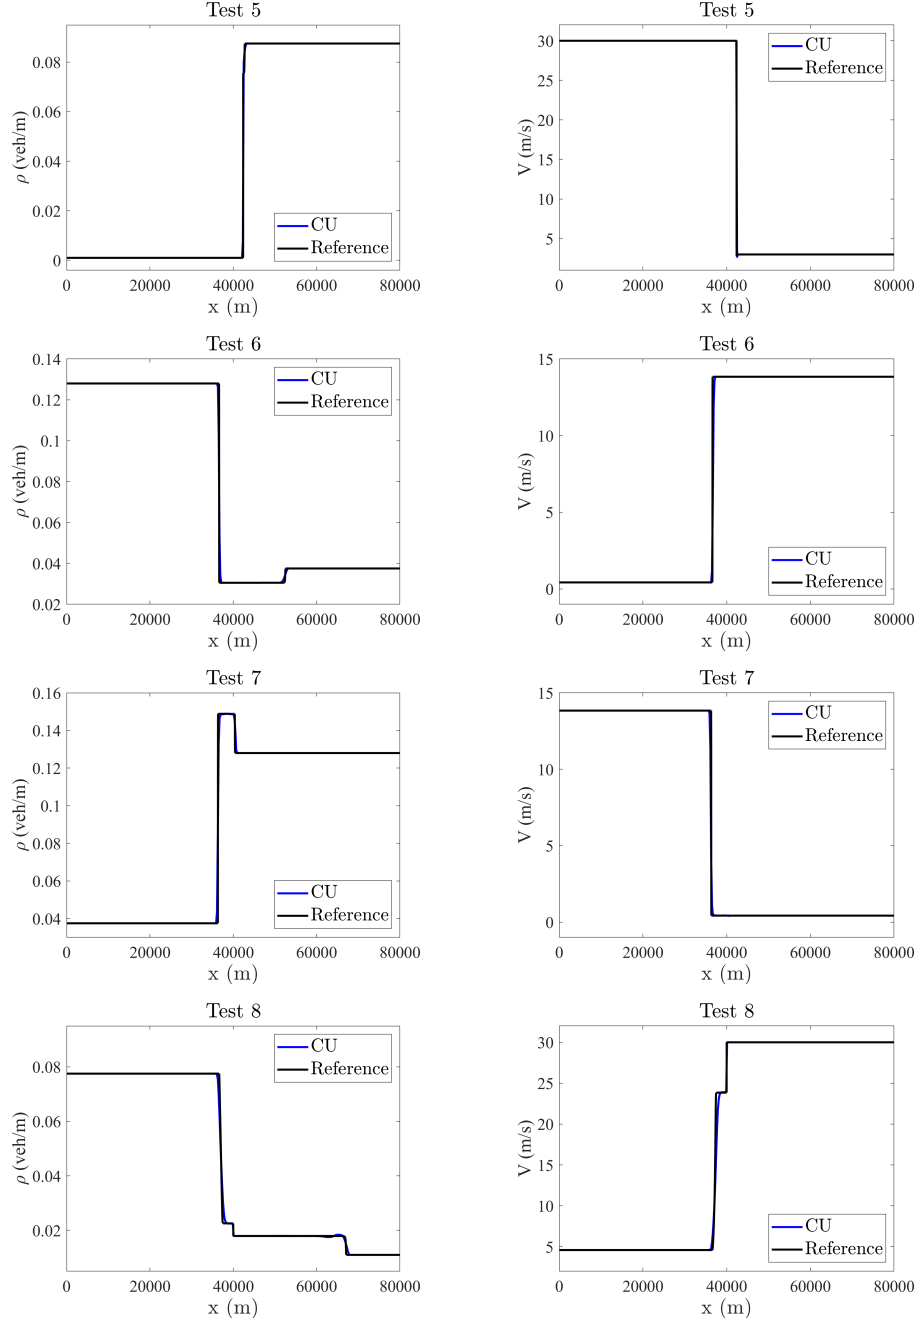 Test 5
ρ (veh/m)
0.08
0.06
0.04
0.02
0
CU
Reference
0
20000
40000
60000
80000
x (m)
Test 5
V (m/s)
30
25
20
15
10
5
CU
Reference
0
20000
40000
60000
80000
x (m)
Test 6
ρ (veh/m)
0.14
0.12
0.1
0.08
0.06
0.04
0.02
CU
Reference
0
20000
40000
60000
80000
x (m)
Test 6
V (m/s)
15
10
5
0
CU
Reference
0
20000
40000
60000
80000
x (m)
Test 7
ρ (veh/m)
0.16
0.14
0.12
0.1
0.08
0.06
0.04
CU
Reference
0
20000
40000
60000
80000
x (m)
Test 7
V (m/s)
15
10
5
0
CU
Reference
0
20000
40000
60000
80000
x (m)
Test 8
ρ (veh/m)
0.08
0.06
0.04
0.02
CU
Reference
0
20000
40000
60000
80000
x (m)
Test 8
V (m/s)
30
25
20
15
10
5
CU
Reference
0
20000
40000
60000
80000
x (m)